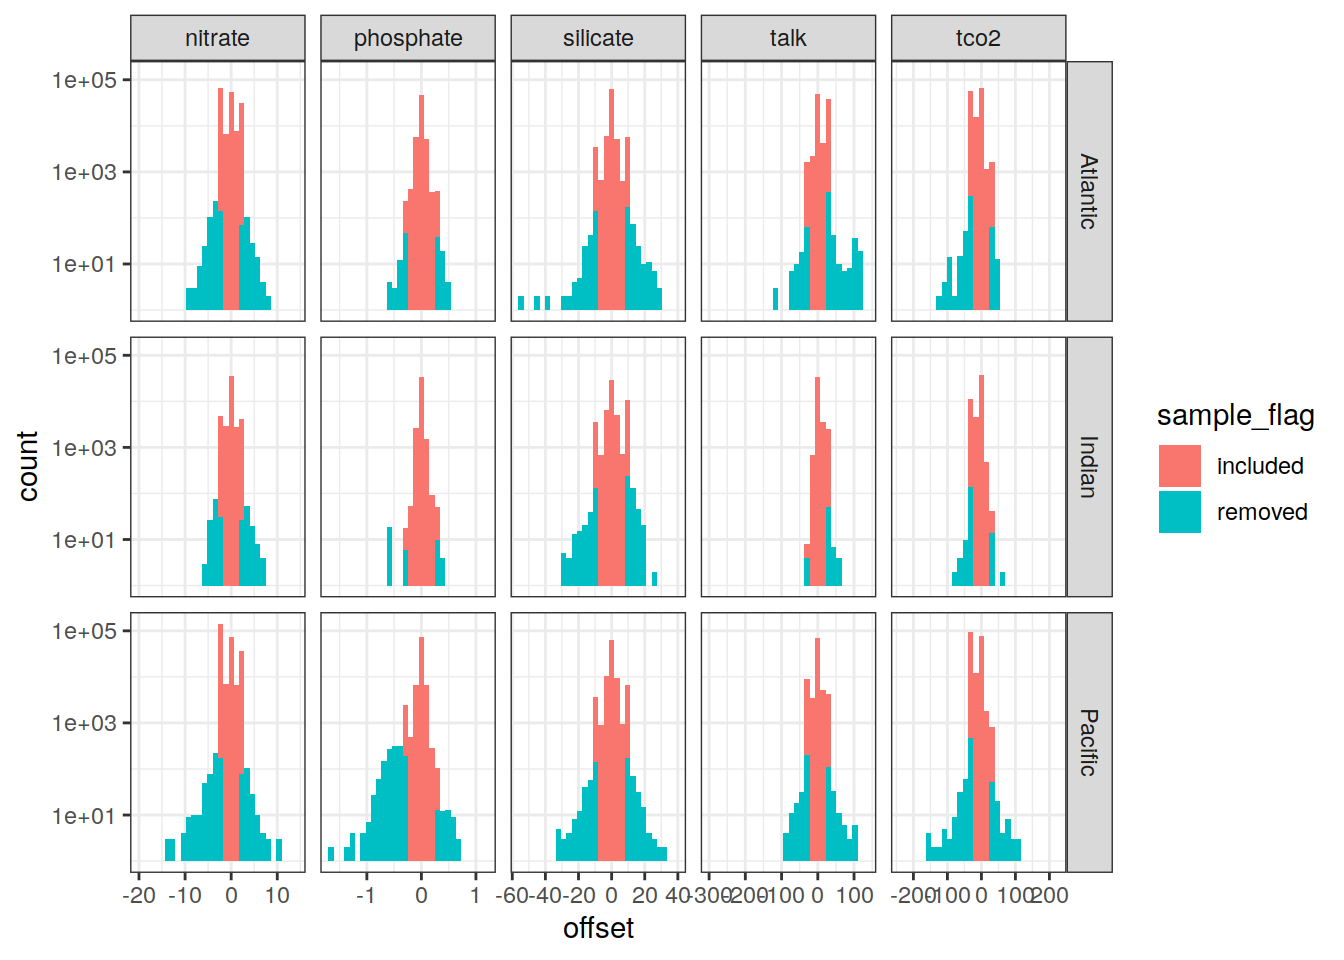 nitrate phosphate silicate talk tco2
1e+05
1e+03
1e+01
Atlantic
1e+05
1e+03
1e+01
Indian
1e+05
1e+03
1e+01
Pacific
-20 -10 0 10 -1 0 1 -60 -40 -20 0 20 40 -300 -200 -100 0 100 -200 -100 0 100 200
offset
count
sample_flag
included
removed